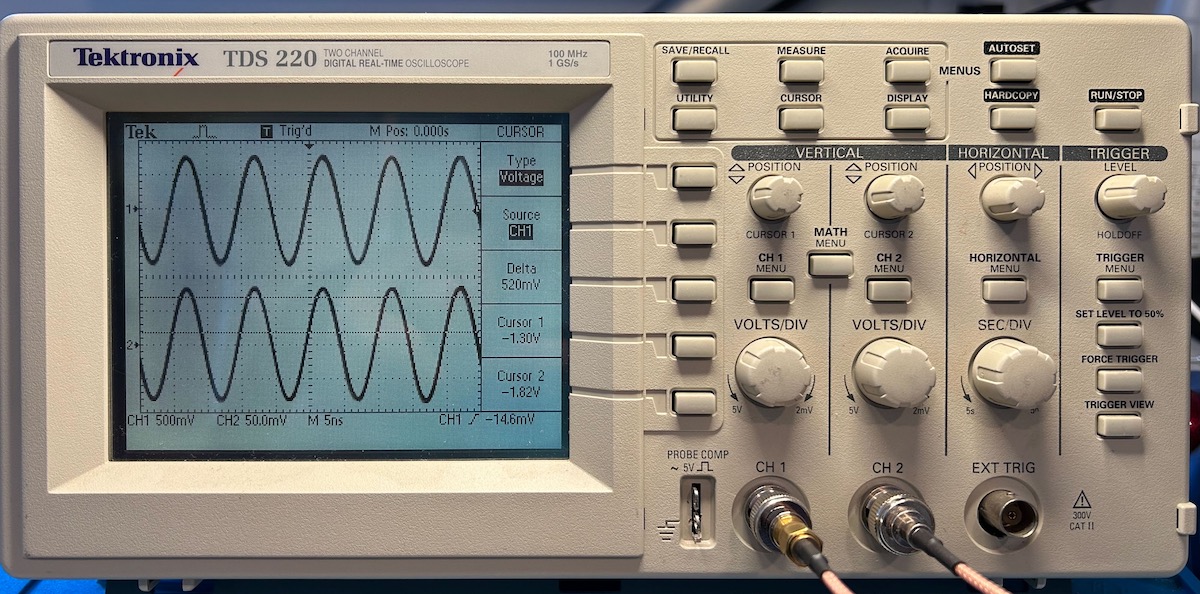 Tektronix TDS 220 TWO CHANNEL
DIGITAL REAL-TIME OSCILLOSCOPE
100 MHz
1 GS/s
Tek
T Trig'd
M Pos: 0.000s
CURSOR
Type
Voltage
Source
CH1
Delta
520mV
Cursor 1
-1.30V
Cursor 2
-1.82V
1
2
CH1 500mV CH2 50.0mV M 5ns CH1 -14.6mV
SAVE/RECALL MEASURE ACQUIRE AUTOSET
MENUS
UTILITY CURSOR DISPLAY HARDCOPY RUN/STOP
VERTICAL HORIZONTAL TRIGGER
POSITION POSITION POSITION LEVEL
CURSOR 1 CURSOR 2 HOLDOFF
MATH
MENU
CH 1
MENU
CH 2
MENU
HORIZONTAL
MENU
TRIGGER
MENU
SET LEVEL TO 50%
VOLTS/DIV VOLTS/DIV SEC/DIV
FORCE TRIGGER
TRIGGER VIEW
5V 2mV 5V 2mV 5s
PROBE COMP
~ 5V
CH 1 CH 2 EXT TRIG
300V
CAT II